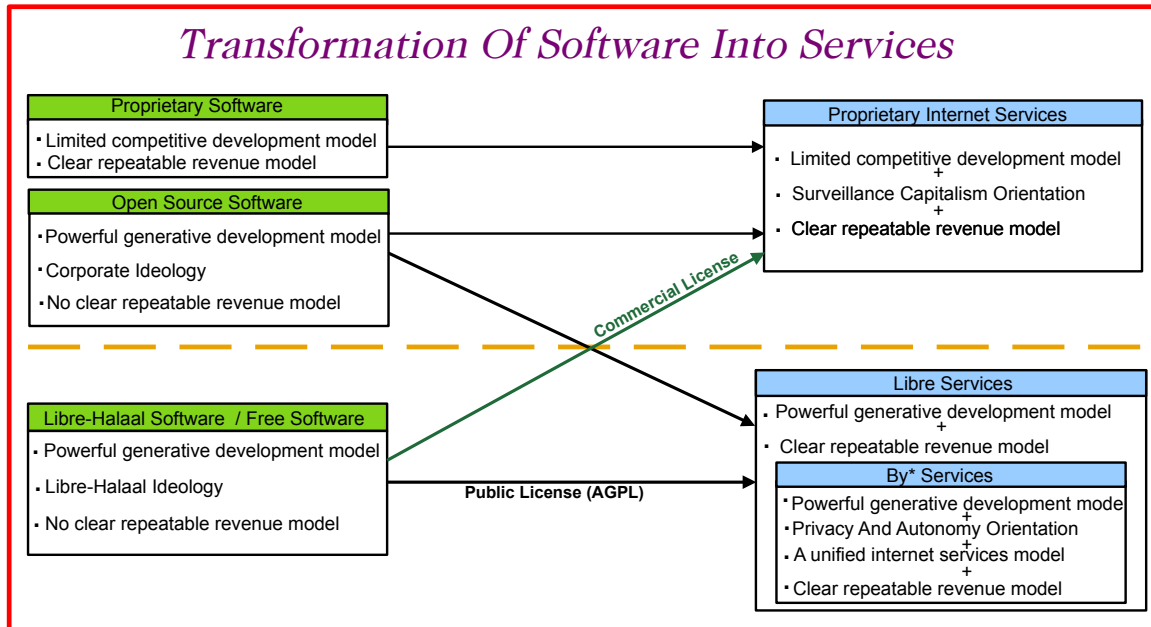 Transformation Of Software Into Services
Proprietary Software
▪ Limited competitive development model
▪ Clear repeatable revenue model
Open Source Software
▪ Powerful generative development model
▪ Corporate Ideology
▪ No clear repeatable revenue model
Proprietary Internet Services
▪ Limited competitive development model
+
▪ Surveillance Capitalism Orientation
+
▪ Clear repeatable revenue model
Commercial License
Libre-Halaal Software / Free Software
▪ Powerful generative development model
▪ Libre-Halaal Ideology
▪ No clear repeatable revenue model
Public License (AGPL)
Libre Services
▪ Powerful generative development model
+
▪ Clear repeatable revenue model
By* Services
▪ Powerful generative development mode
+
▪ Privacy And Autonomy Orientation
+
▪ A unified internet services model
+
▪ Clear repeatable revenue model